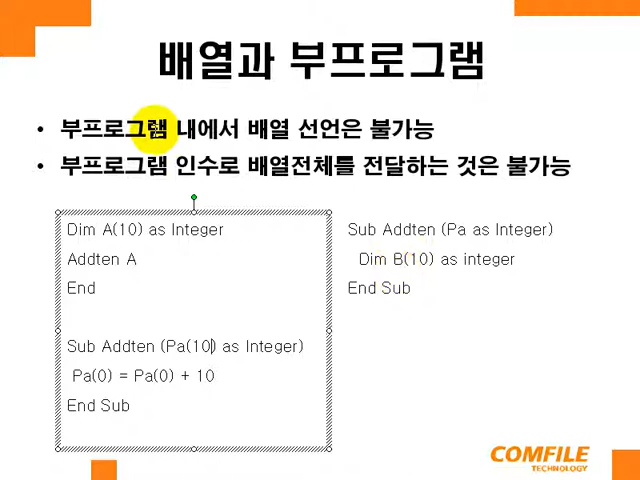 배열과 부프로그램
• 부프로그램 내에서 배열 선언은 불가능
• 부프로그램 인수로 배열전체를 전달하는 것은 불가능
Dim A(10) as Integer
Addten A
End
Sub Addten (Pa(10) as Integer)
Pa(0) = Pa(0) + 10
End Sub
Sub Addten (Pa as Integer)
Dim B(10) as integer
End Sub
COMFILE
TECHNOLOGY